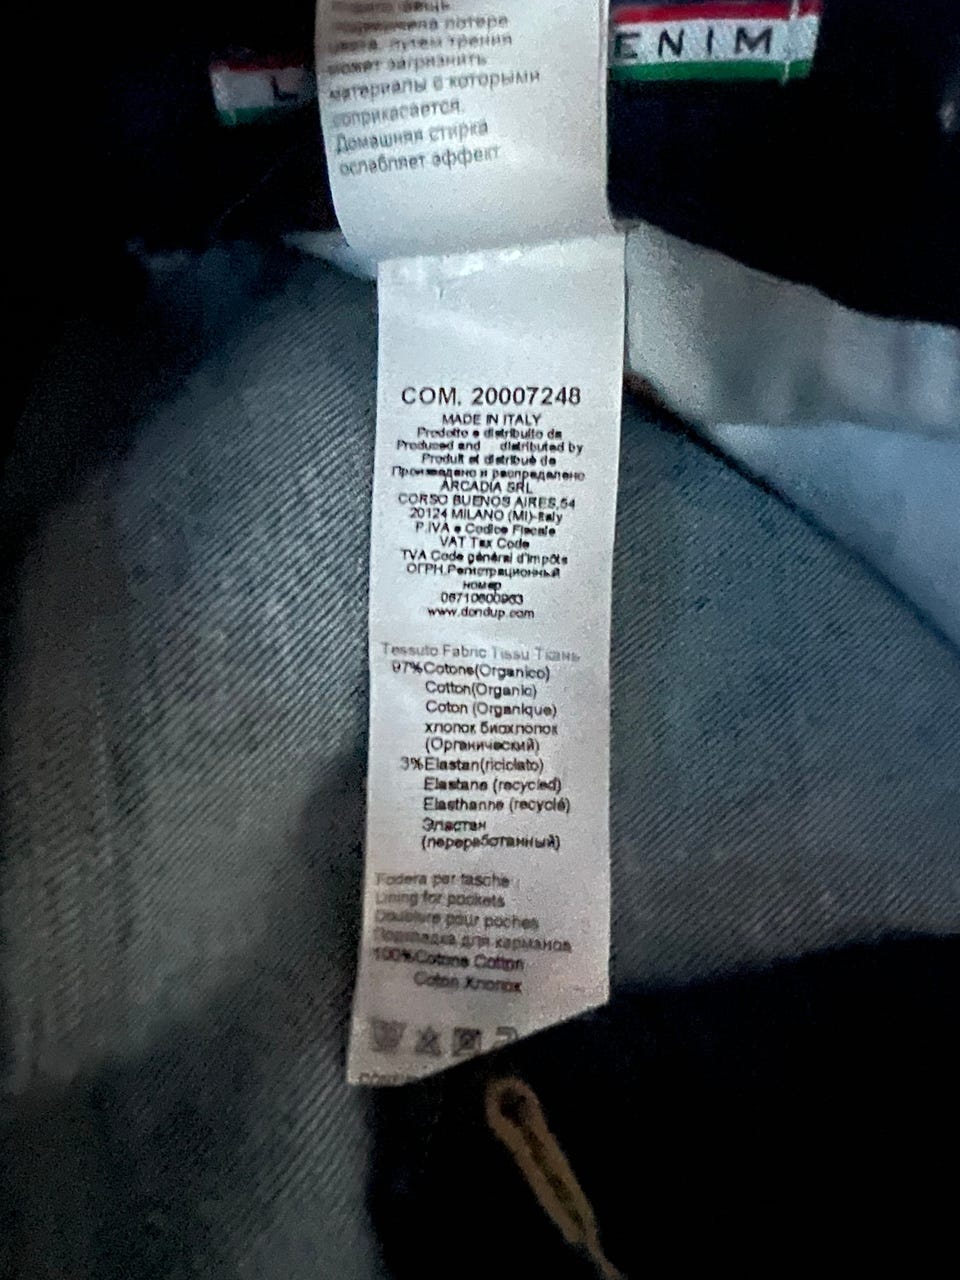 L
ENIM
потере
цвета, путем трения
может загрязнить
материалы с которыми
соприкасается.
Домашняя стирка
ослабляет эффект
COM. 20007248
MADE IN ITALY
Prodotto e distribuito da
Produced and distributed by
Produit et distribué de
Произведено и распределено
ARCADIA SRL
CORSO BUENOS AIRES,54
20124 MILANO (MI)-Italy
P.IVA e Codice Fiscale
VAT Tax Code
TVA Code général d'impôts
ОГРН.Регистрационный
номер
06710600963
www.dondup.com
Tessuto Fabric Tissu Ткань
97%Cotone(Organico)
Cotton(Organic)
Coton (Organique)
хлопок биохлопок
(Органический)
3%Elastan(riciclato)
Elastane (recycled)
Elasthanne (recyclé)
Эластан
(переработанный)
Fodera per tasche
Lining for pockets
Doublure pour poches
Подкладка для карманов
100%Cotone Cotton
Coton Хлопок